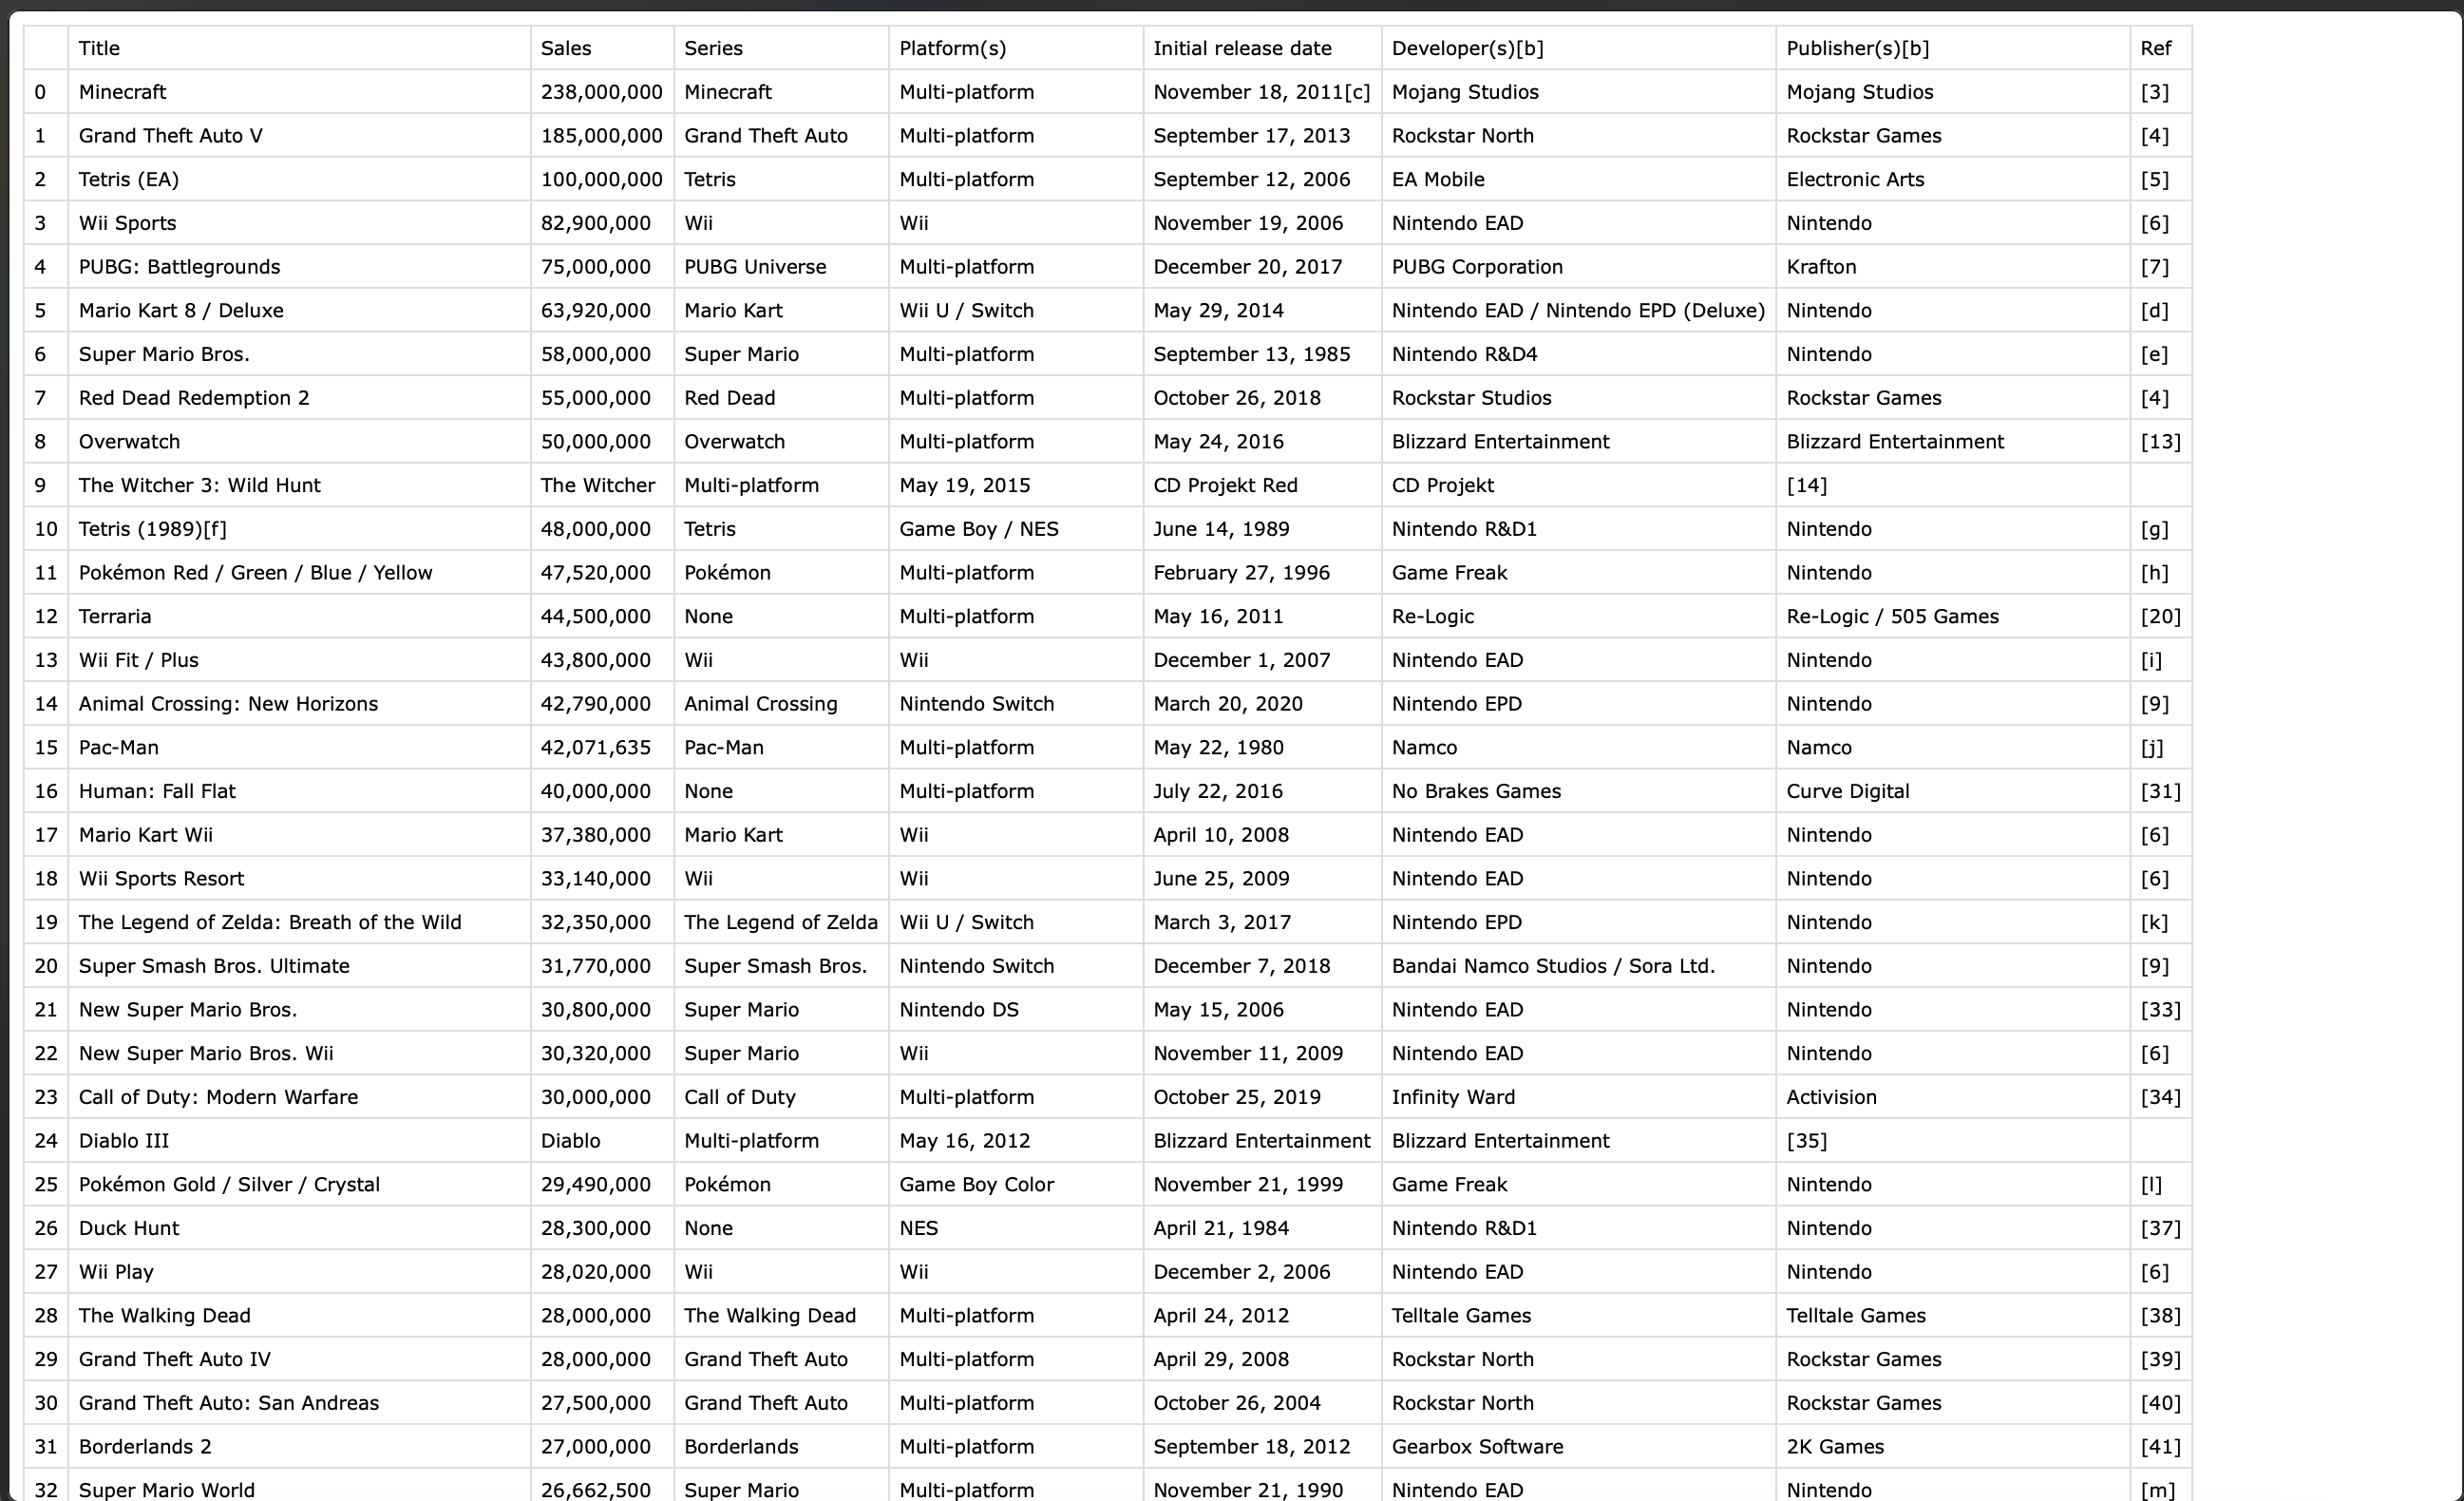 Title Sales Series Platform(s) Initial release date Developer(s)[b] Publisher(s)[b] Ref
0 Minecraft 238,000,000 Minecraft Multi-platform November 18, 2011[c] Mojang Studios Mojang Studios [3]
1 Grand Theft Auto V 185,000,000 Grand Theft Auto Multi-platform September 17, 2013 Rockstar North Rockstar Games [4]
2 Tetris (EA) 100,000,000 Tetris Multi-platform September 12, 2006 EA Mobile Electronic Arts [5]
3 Wii Sports 82,900,000 Wii Wii November 19, 2006 Nintendo EAD Nintendo [6]
4 PUBG: Battlegrounds 75,000,000 PUBG Universe Multi-platform December 20, 2017 PUBG Corporation Krafton [7]
5 Mario Kart 8 / Deluxe 63,920,000 Mario Kart Wii U / Switch May 29, 2014 Nintendo EAD / Nintendo EPD (Deluxe) Nintendo [d]
6 Super Mario Bros. 58,000,000 Super Mario Multi-platform September 13, 1985 Nintendo R&D4 Nintendo [e]
7 Red Dead Redemption 2 55,000,000 Red Dead Multi-platform October 26, 2018 Rockstar Studios Rockstar Games [4]
8 Overwatch 50,000,000 Overwatch Multi-platform May 24, 2016 Blizzard Entertainment Blizzard Entertainment [13]
9 The Witcher 3: Wild Hunt The Witcher Multi-platform May 19, 2015 CD Projekt Red CD Projekt [14]
10 Tetris (1989)[f] 48,000,000 Tetris Game Boy / NES June 14, 1989 Nintendo R&D1 Nintendo [g]
11 Pokémon Red / Green / Blue / Yellow 47,520,000 Pokémon Multi-platform February 27, 1996 Game Freak Nintendo [h]
12 Terraria 44,500,000 None Multi-platform May 16, 2011 Re-Logic Re-Logic / 505 Games [20]
13 Wii Fit / Plus 43,800,000 Wii Wii December 1, 2007 Nintendo EAD Nintendo [i]
14 Animal Crossing: New Horizons 42,790,000 Animal Crossing Nintendo Switch March 20, 2020 Nintendo EPD Nintendo [9]
15 Pac-Man 42,071,635 Pac-Man Multi-platform May 22, 1980 Namco Namco [j]
16 Human: Fall Flat 40,000,000 None Multi-platform July 22, 2016 No Brakes Games Curve Digital [31]
17 Mario Kart Wii 37,380,000 Mario Kart Wii April 10, 2008 Nintendo EAD Nintendo [6]
18 Wii Sports Resort 33,140,000 Wii Wii June 25, 2009 Nintendo EAD Nintendo [6]
19 The Legend of Zelda: Breath of the Wild 32,350,000 The Legend of Zelda Wii U / Switch March 3, 2017 Nintendo EPD Nintendo [k]
20 Super Smash Bros. Ultimate 31,770,000 Super Smash Bros. Nintendo Switch December 7, 2018 Bandai Namco Studios / Sora Ltd. Nintendo [9]
21 New Super Mario Bros. 30,800,000 Super Mario Nintendo DS May 15, 2006 Nintendo EAD Nintendo [33]
22 New Super Mario Bros. Wii 30,320,000 Super Mario Wii November 11, 2009 Nintendo EAD Nintendo [6]
23 Call of Duty: Modern Warfare 30,000,000 Call of Duty Multi-platform October 25, 2019 Infinity Ward Activision [34]
24 Diablo III Diablo Multi-platform May 16, 2012 Blizzard Entertainment Blizzard Entertainment [35]
25 Pokémon Gold / Silver / Crystal 29,490,000 Pokémon Game Boy Color November 21, 1999 Game Freak Nintendo [l]
26 Duck Hunt 28,300,000 None NES April 21, 1984 Nintendo R&D1 Nintendo [37]
27 Wii Play 28,020,000 Wii Wii December 2, 2006 Nintendo EAD Nintendo [6]
28 The Walking Dead 28,000,000 The Walking Dead Multi-platform April 24, 2012 Telltale Games Telltale Games [38]
29 Grand Theft Auto IV 28,000,000 Grand Theft Auto Multi-platform April 29, 2008 Rockstar North Rockstar Games [39]
30 Grand Theft Auto: San Andreas 27,500,000 Grand Theft Auto Multi-platform October 26, 2004 Rockstar North Rockstar Games [40]
31 Borderlands 2 27,000,000 Borderlands Multi-platform September 18, 2012 Gearbox Software 2K Games [41]
32 Super Mario World 26,662,500 Super Mario Multi-platform November 21, 1990 Nintendo EAD Nintendo [m]